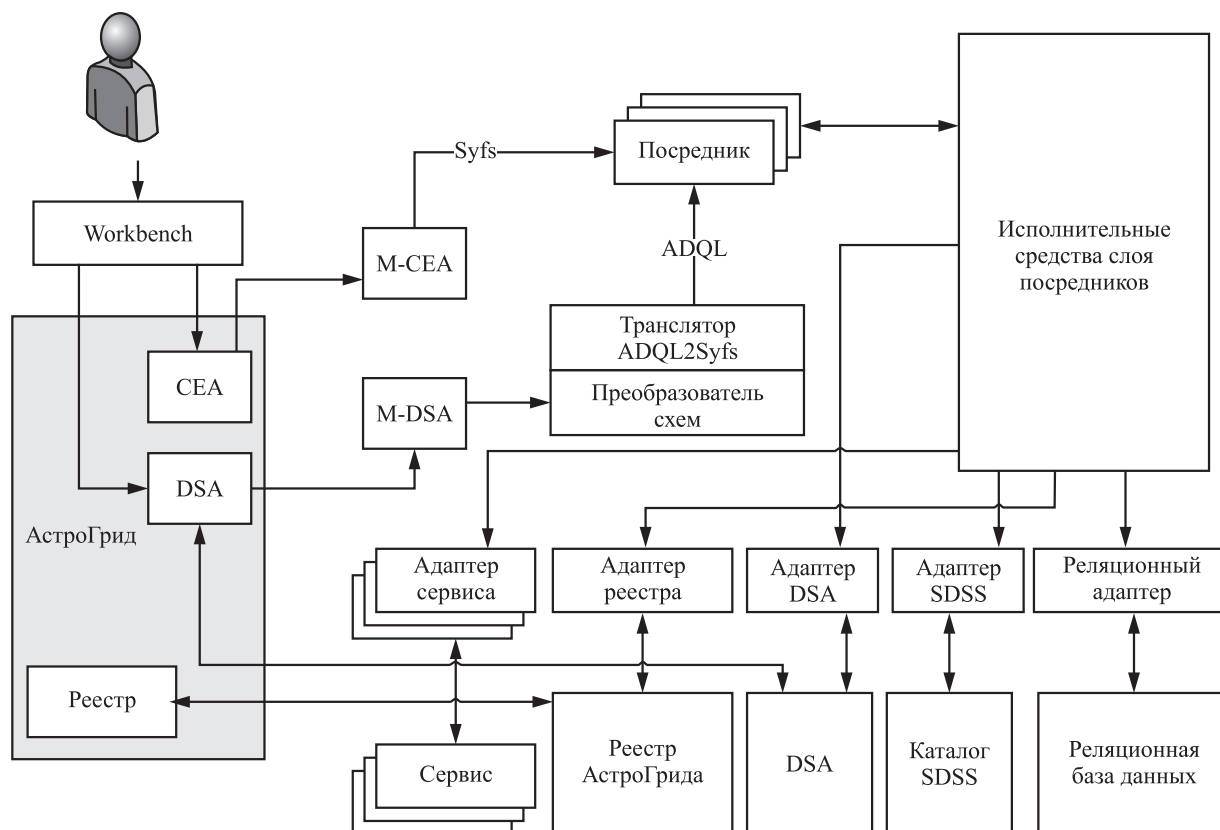 Syfs
Посредник
Workbench
M-CEA
ADQL
Исполнительные
средства слоя
посредников
CEA
Транслятор
ADQL2Syfs
M-DSA
Преобразователь
схем
DSA
АстроГрид
Адаптер
сервиса
Адаптер
реестра
Адаптер
DSA
Адаптер
SDSS
Реляционный
адаптер
Реестр
Сервис
Реестр
АстроГрида
DSA
Каталог
SDSS
Реляционная
база данных